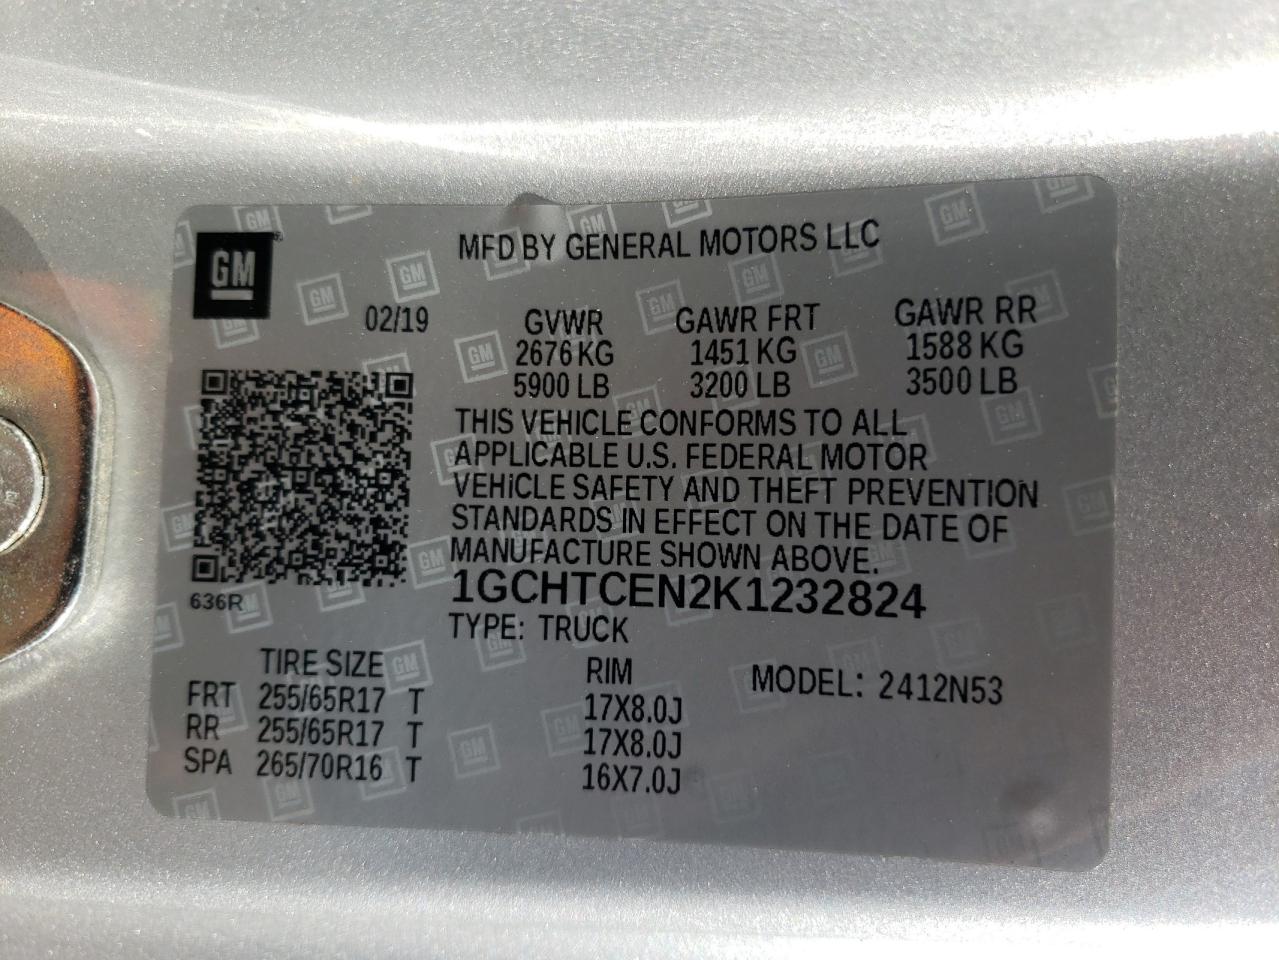 GM
MFD BY GENERAL MOTORS LLC
02/19 GVWR GAWR FRT GAWR RR
2676 KG 1451 KG 1588 KG
5900 LB 3200 LB 3500 LB
THIS VEHICLE CONFORMS TO ALL
APPLICABLE U.S. FEDERAL MOTOR
VEHICLE SAFETY AND THEFT PREVENTION
STANDARDS IN EFFECT ON THE DATE OF
MANUFACTURE SHOWN ABOVE.
636R
1GCHTCEN2K1232824
TYPE: TRUCK
TIRE SIZE RIM MODEL: 2412N53
FRT 255/65R17 T 17X8.0J
RR 255/65R17 T 17X8.0J
SPA 265/70R16 T 16X7.0J